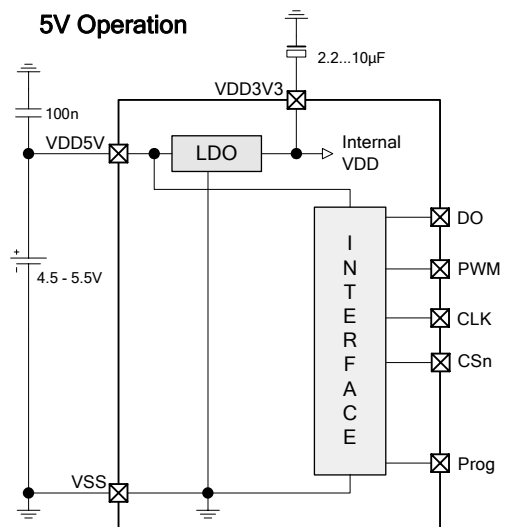 5V Operation
2.2...10µF
VDD3V3
100n
VDD5V
LDO
Internal
VDD
I
N
T
E
R
F
A
C
E
DO
PWM
CLK
CSn
Prog
+
-
4.5 - 5.5V
VSS